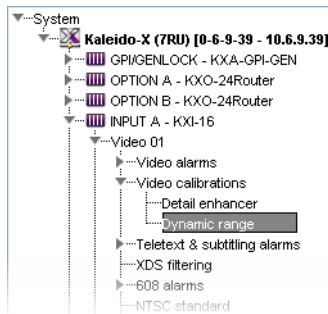 System
Kaleido-X (7RU) [0-6-9-39 - 10.6.9.39]
GPI/GENLOCK - KXA-GPI-GEN
OPTION A - KXO-24Router
OPTION B - KXO-24Router
INPUT A - KXI-16
Video 01
Video alarms
Video calibrations
Detail enhancer
Dynamic range
Teletext & subtitling alarms
XDS filtering
608 alarms
NTSC standard